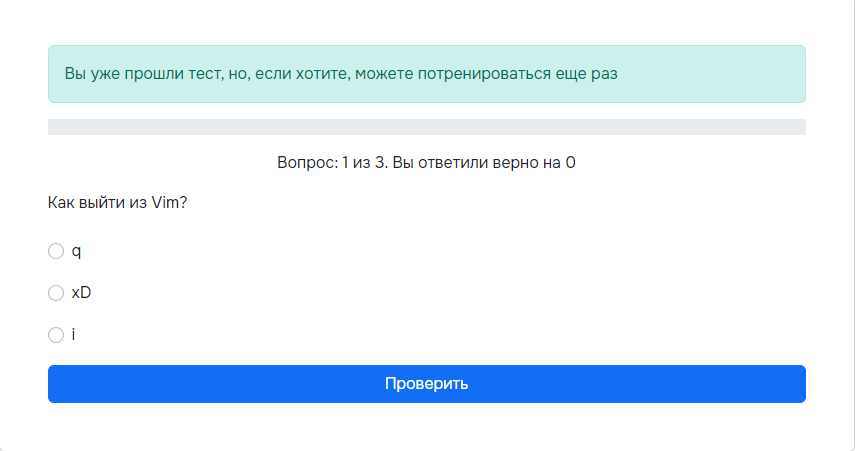 Вы уже прошли тест, но, если хотите, можете потренироваться еще раз
Вопрос: 1 из 3. Вы ответили верно на 0
Как выйти из Vim?
q
xD
i
Проверить